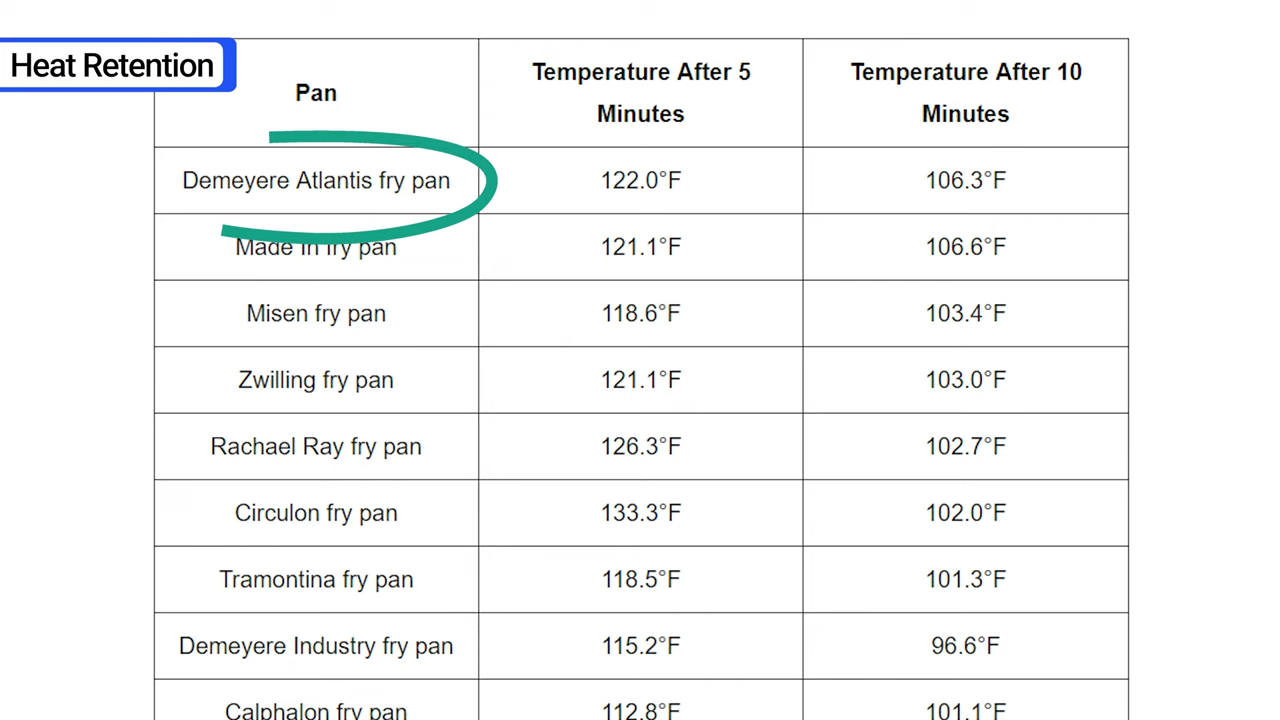 Heat Retention
Pan
Temperature After 5
Minutes
Temperature After 10
Minutes
Demeyere Atlantis fry pan 122.0°F 106.3°F
Made In fry pan 121.1°F 106.6°F
Misen fry pan 118.6°F 103.4°F
Zwilling fry pan 121.1°F 103.0°F
Rachael Ray fry pan 126.3°F 102.7°F
Circulon fry pan 133.3°F 102.0°F
Tramontina fry pan 118.5°F 101.3°F
Demeyere Industry fry pan 115.2°F 96.6°F
Calphalon fry pan 112.8°F 101.1°F